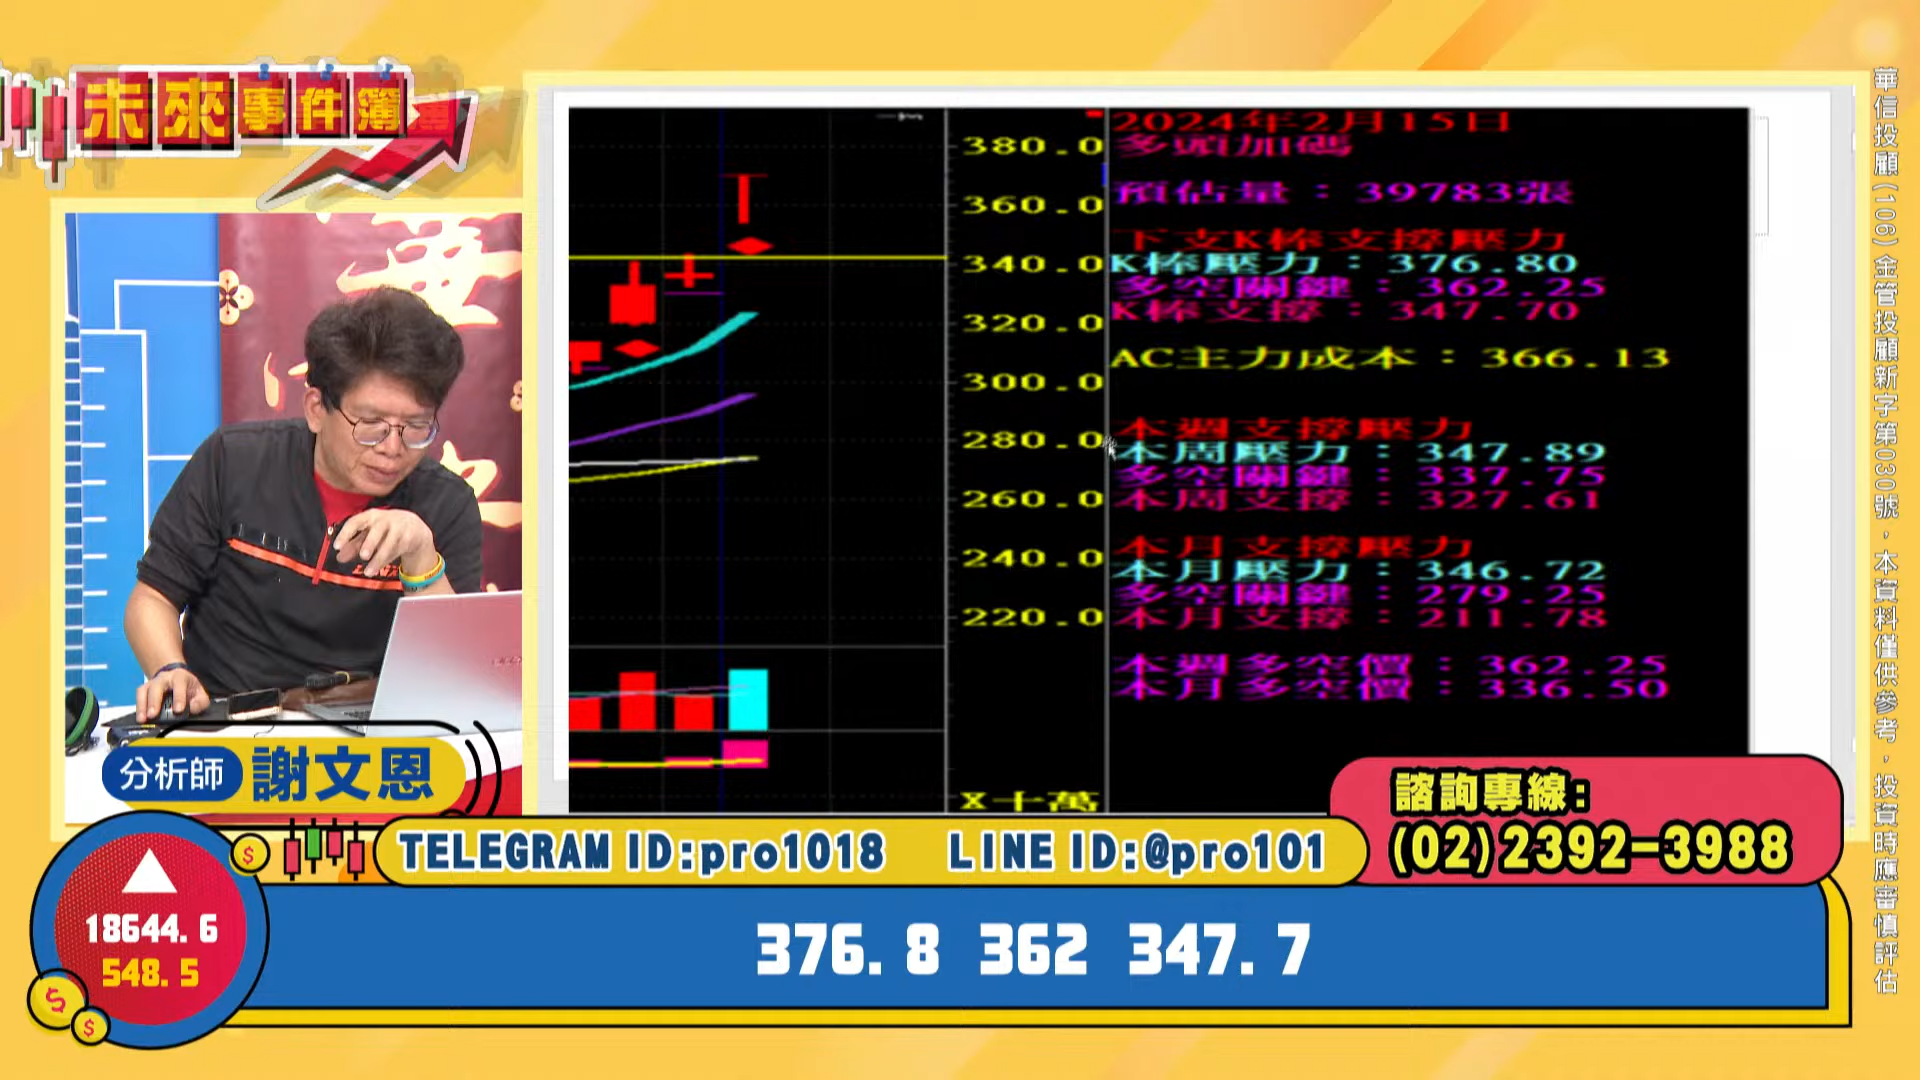 未來事件簿
380.0
360.0
340.0
320.0
300.0
280.0
260.0
240.0
220.0
X十萬
2024年2月15日
多頭加碼
預估量：39783張
下支K棒支撐壓力
K棒壓力：376.80
多空關鍵：362.25
K棒支撐：347.70
AC主力成本：366.13
本週支撐壓力
本周壓力：347.89
多空關鍵：337.75
本周支撐：327.61
本月支撐壓力
本月壓力：346.72
多空關鍵：279.25
本月支撐：211.78
本週多空價：362.25
本月多空價：336.50
分析師 謝文恩
TELEGRAM ID:pro1018 LINE ID:@pro101
諮詢專線:
(02)2392-3988
18644.6
548.5
376.8 362 347.7
華信投顧(106)金管投顧新字第030號，本資料僅供參考，投資時應審慎評估